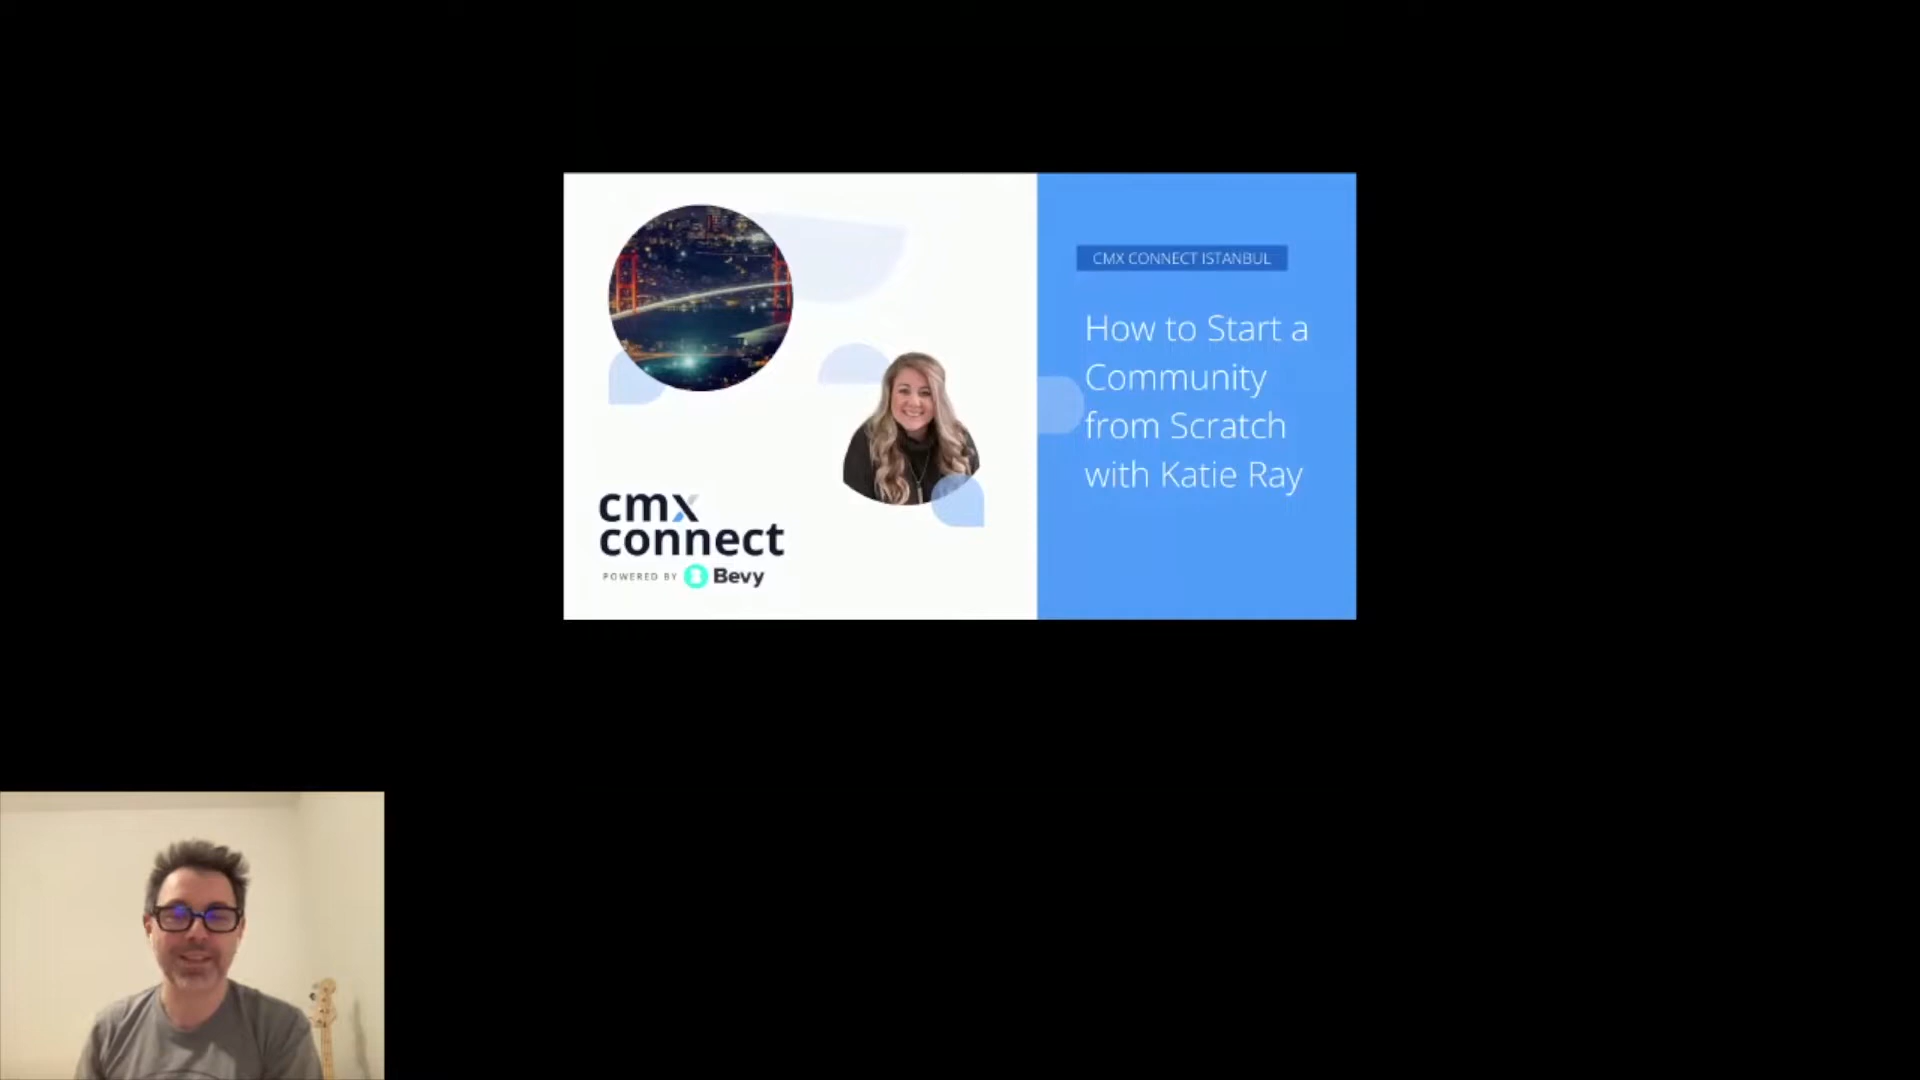 CMX CONNECT ISTANBUL
How to Start a
Community
from Scratch
with Katie Ray
cmx
connect
POWERED BY Bevy